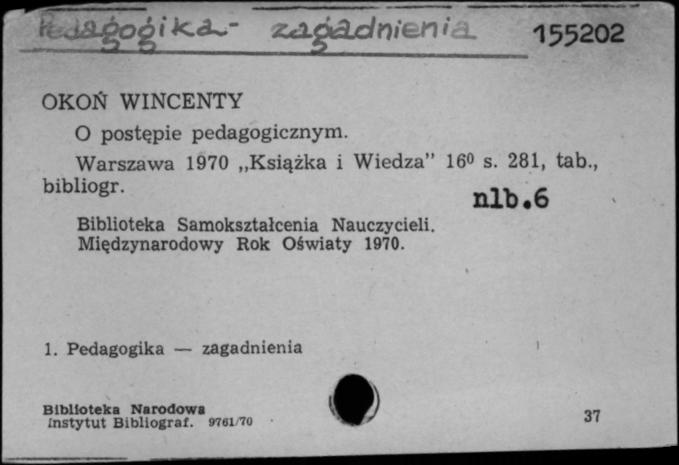 Pedagogika - zagadnienia 155202
OKOŃ WINCENTY
O postępie pedagogicznym.
Warszawa 1970 „Książka i Wiedza” 16⁰ s. 281, tab.,
bibliogr.
nlb.6
Biblioteka Samokształcenia Nauczycieli.
Międzynarodowy Rok Oświaty 1970.
1. Pedagogika — zagadnienia
Biblioteka Narodowa
Instytut Bibliograf. 9761/70 37